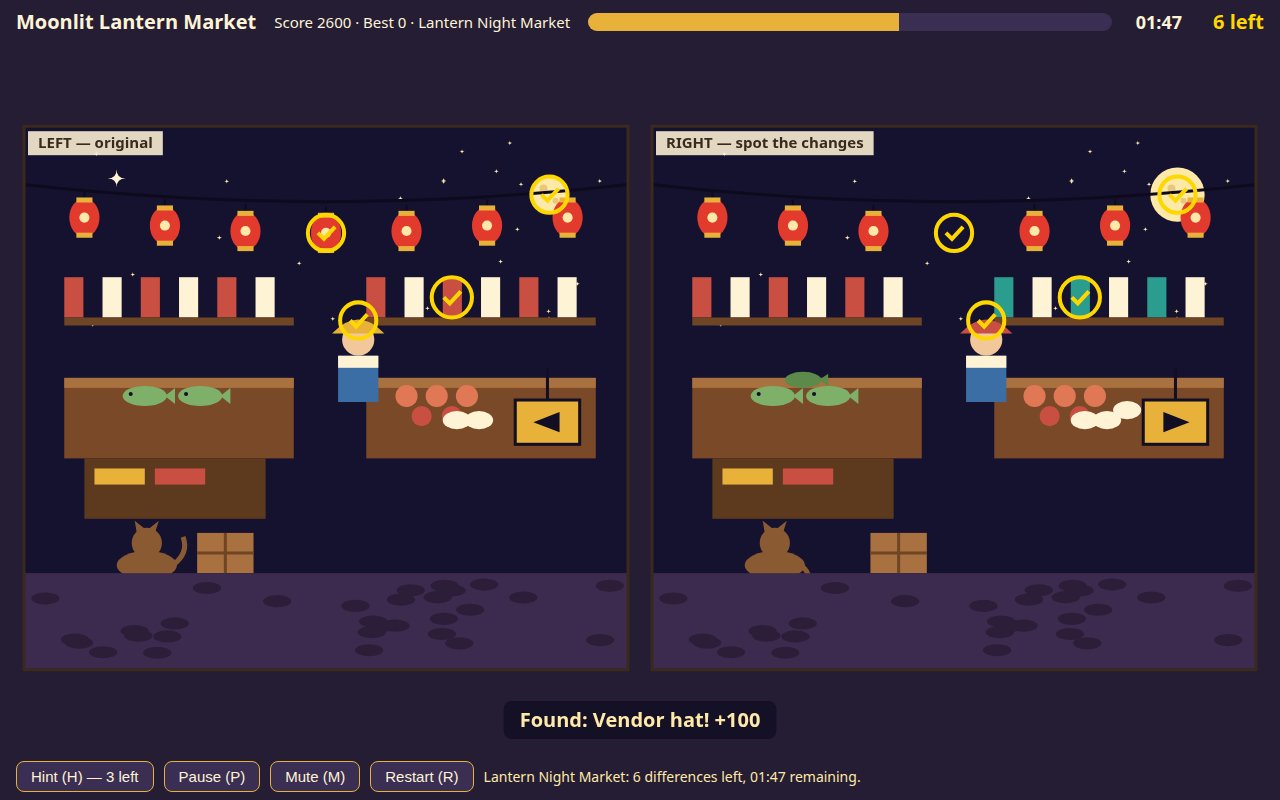 Moonlit Lantern Market
Score 2600 · Best 0 · Lantern Night Market
01:47
6 left
LEFT — original
RIGHT — spot the changes
Found: Vendor hat! +100
Hint (H) — 3 left
Pause (P)
Mute (M)
Restart (R)
Lantern Night Market: 6 differences left, 01:47 remaining.